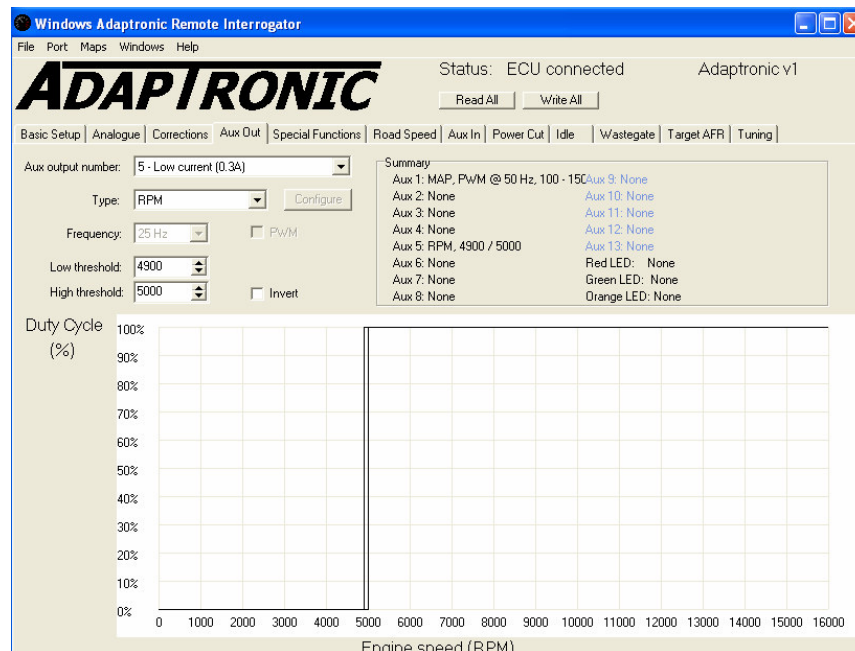 Windows Adaptronic Remote Interrogator
File Port Maps Windows Help
ADAPTRONIC
Status: ECU connected Adaptronic v1
Read All Write All
Basic Setup Analogue Corrections Aux Out Special Functions Road Speed Aux In Power Cut Idle Wastegate Target AFR Tuning
Aux output number: 5 - Low current (0.3A)
Type: RPM Configure
Frequency: 25 Hz PWM
Low threshold: 4900
High threshold: 5000 Invert
Summary
Aux 1: MAP, PWM @ 50 Hz, 100 - 150 Aux 9: None
Aux 2: None Aux 10: None
Aux 3: None Aux 11: None
Aux 4: None Aux 12: None
Aux 5: RPM, 4900 / 5000 Aux 13: None
Aux 6: None Red LED: None
Aux 7: None Green LED: None
Aux 8: None Orange LED: None
Duty Cycle
(%)
100%
90%
80%
70%
60%
50%
40%
30%
20%
10%
0%
0 1000 2000 3000 4000 5000 6000 7000 8000 9000 10000 11000 12000 13000 14000 15000 16000
Engine speed (RPM)